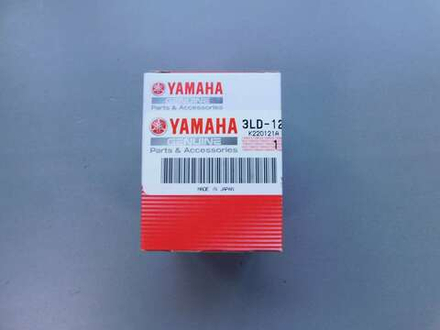 YAMAHA
GENUINE
Parts & Accessories
YAMAHA 3LD-12
GENUINE K220121A
Parts & Accessories 1
MADE IN JAPAN